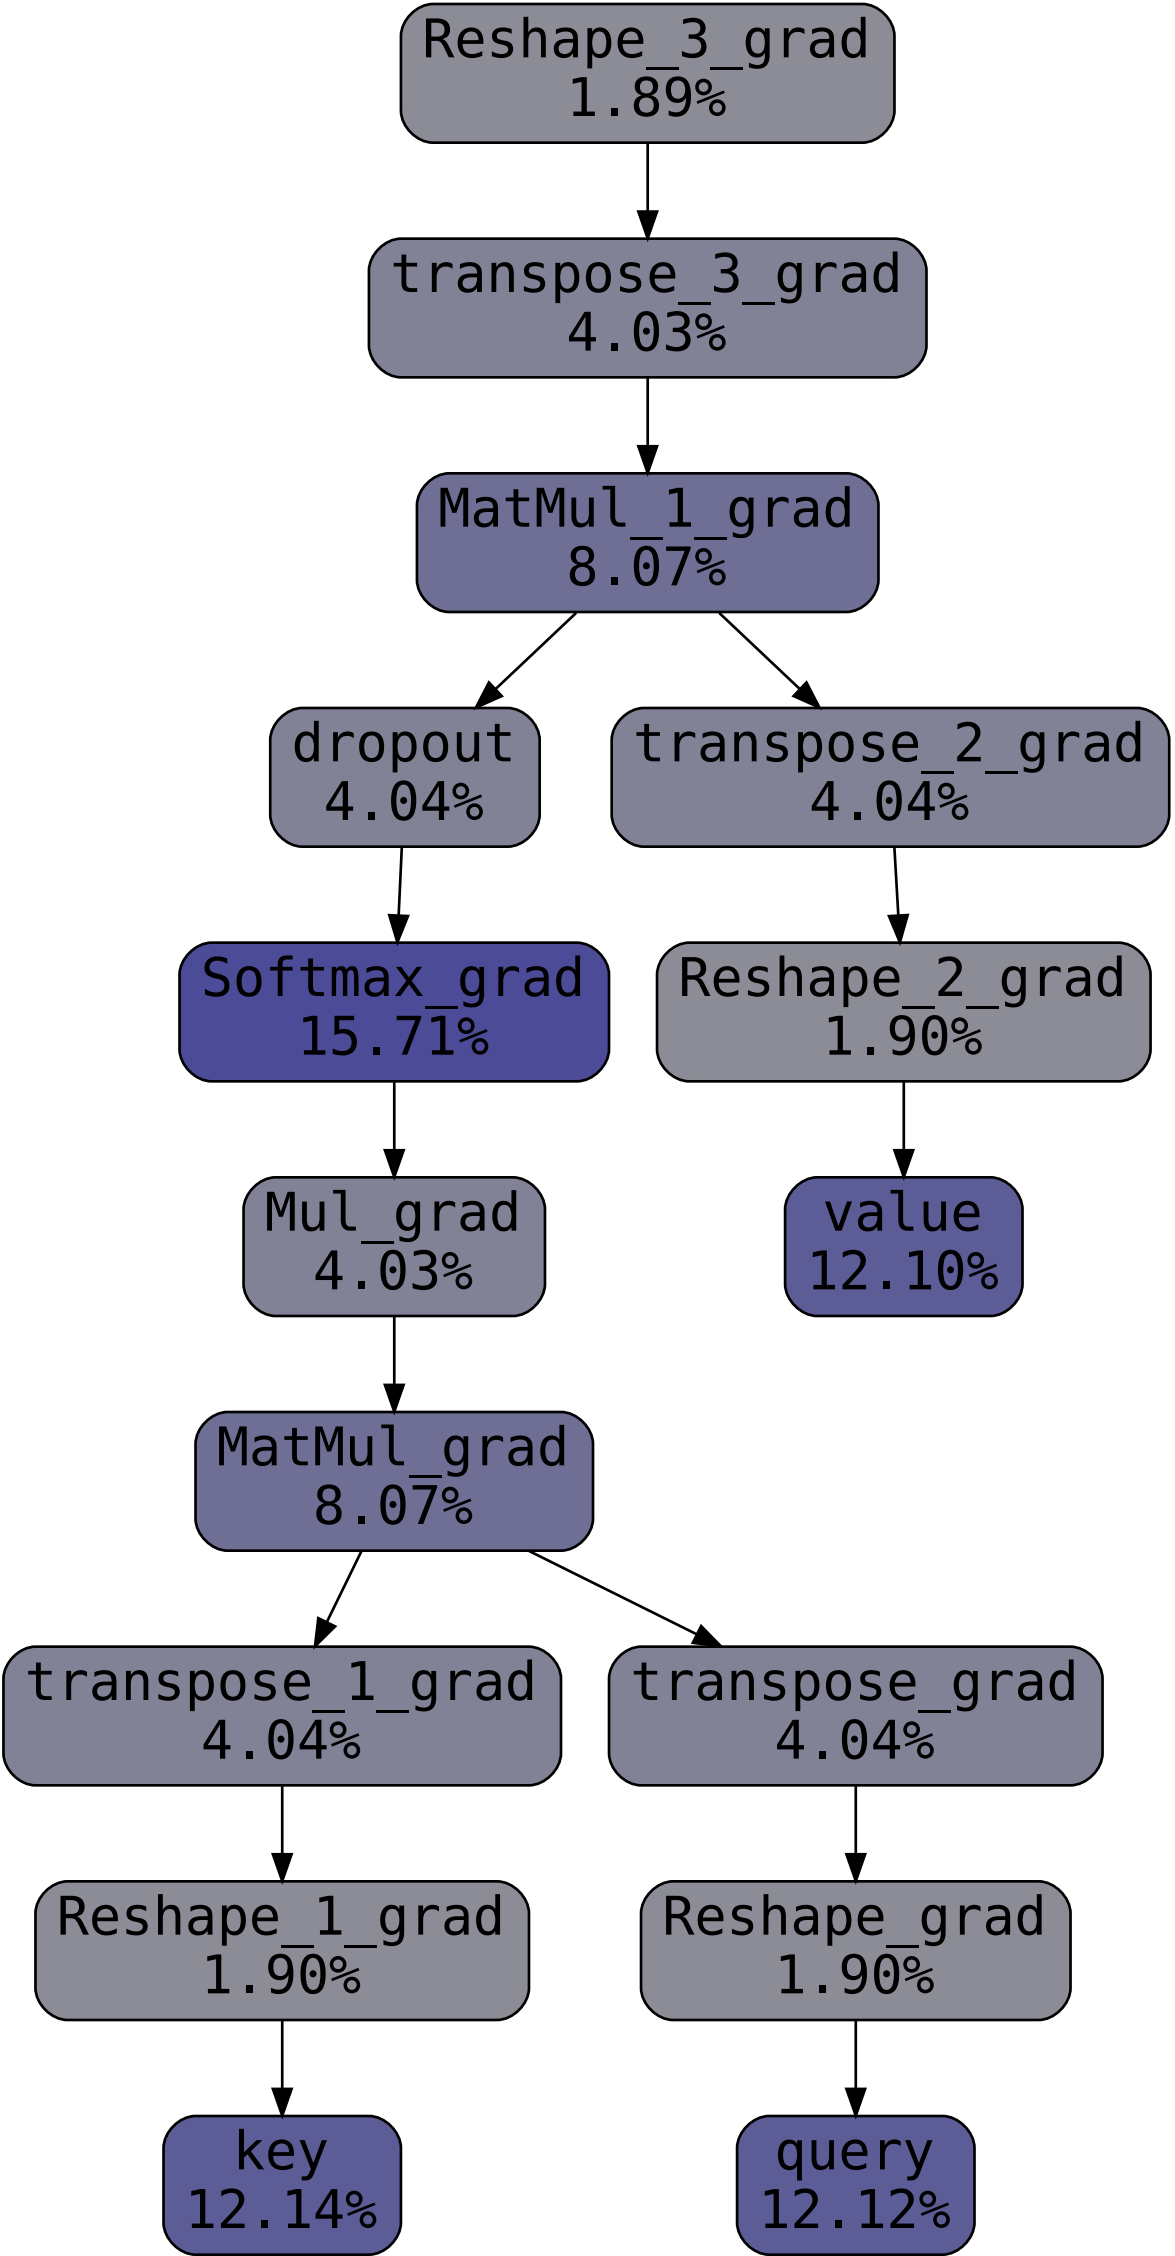 Reshape_3_grad
1.89%
transpose_3_grad
4.03%
MatMul_1_grad
8.07%
dropout
4.04%
transpose_2_grad
4.04%
Softmax_grad
15.71%
Reshape_2_grad
1.90%
Mul_grad
4.03%
value
12.10%
MatMul_grad
8.07%
transpose_1_grad
4.04%
transpose_grad
4.04%
Reshape_1_grad
1.90%
Reshape_grad
1.90%
key
12.14%
query
12.12%